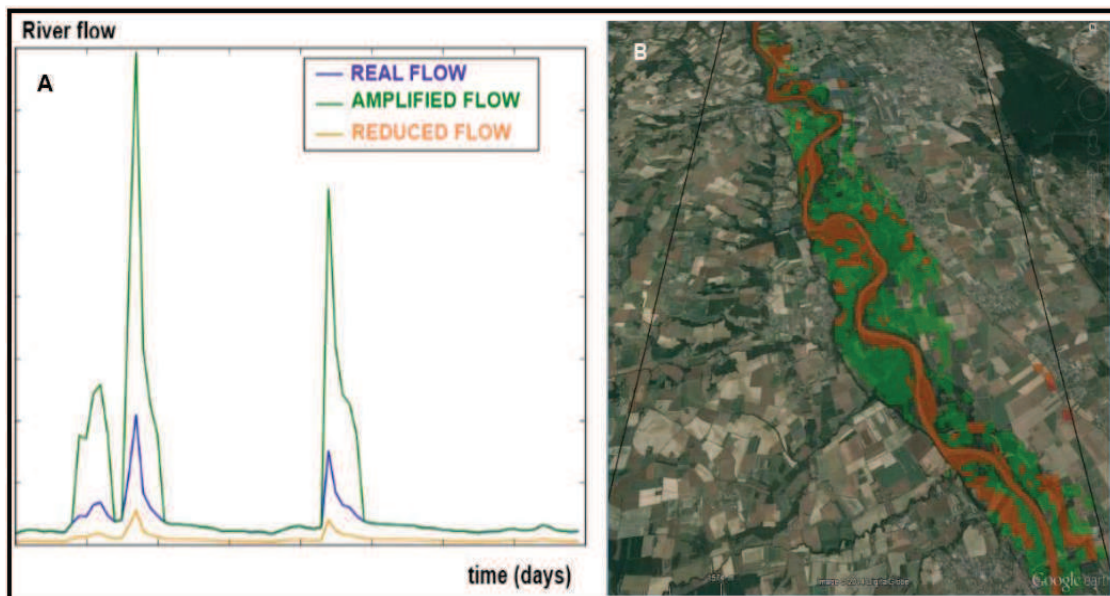 River flow
A
REAL FLOW
AMPLIFIED FLOW
REDUCED FLOW
time (days)
B
Google earth